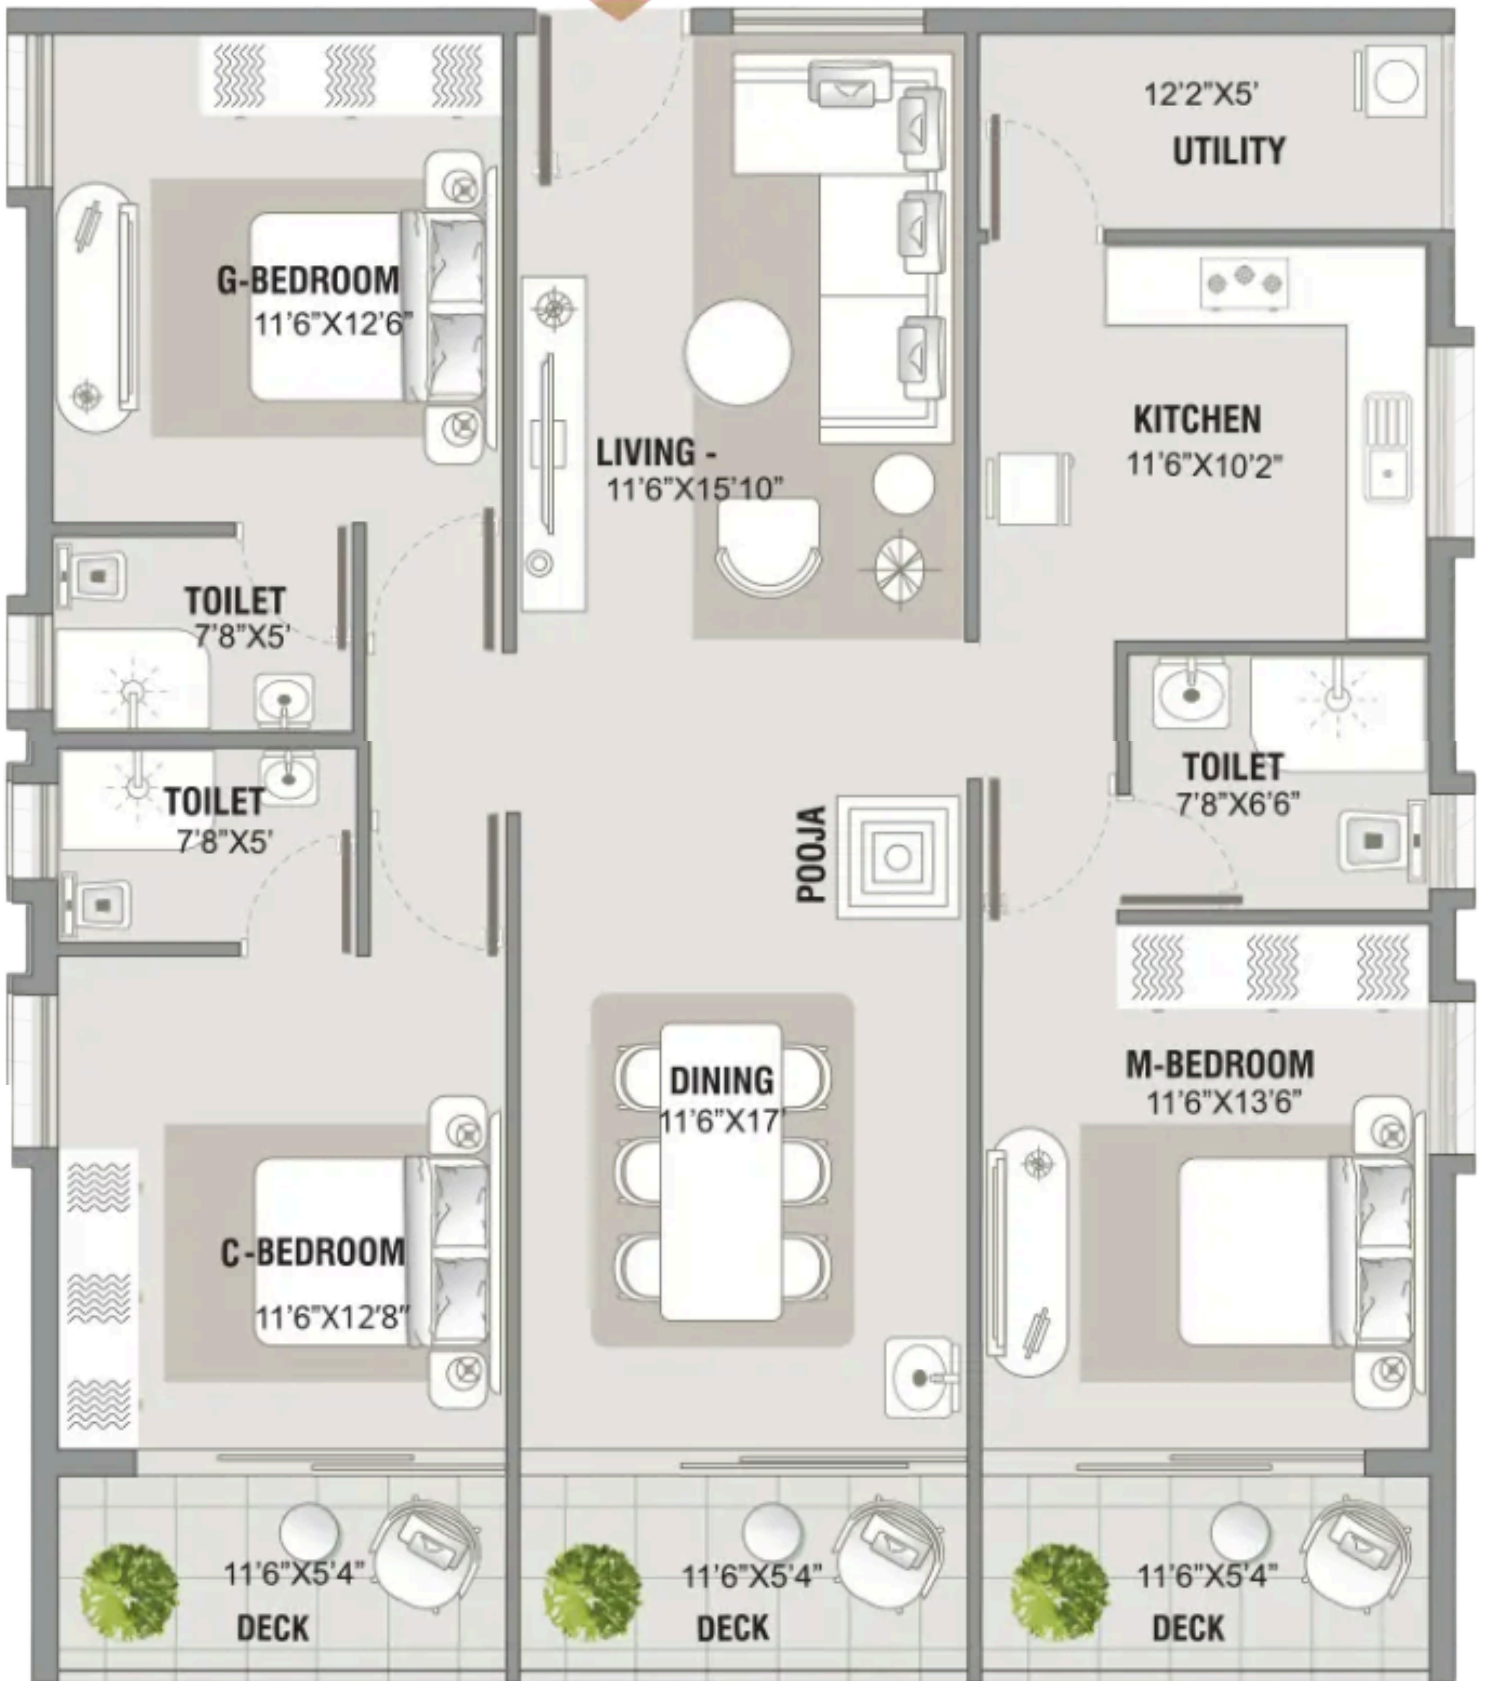 12'2"X5'
UTILITY
G-BEDROOM
11'6"X12'6"
LIVING -
11'6"X15'10"
KITCHEN
11'6"X10'2"
TOILET
7'8"X5'
TOILET
7'8"X5'
TOILET
7'8"X6'6"
POOJA
DINING
11'6"X17'
M-BEDROOM
11'6"X13'6"
C-BEDROOM
11'6"X12'8"
11'6"X5'4"
DECK
11'6"X5'4"
DECK
11'6"X5'4"
DECK